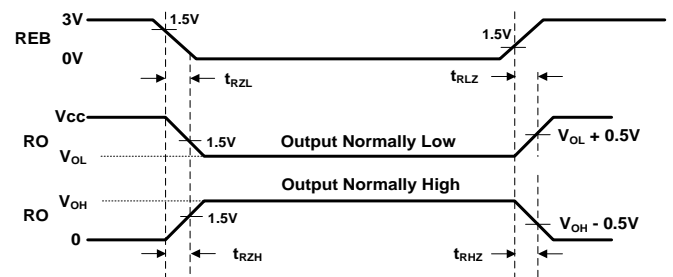 3V
1.5V
REB
1.5V
0V
tRZL
tRLZ
Vcc
RO
1.5V
Output Normally Low
VOL + 0.5V
VOL
Output Normally High
VOH
RO
1.5V
VOH - 0.5V
0
tRZH
tRHZ